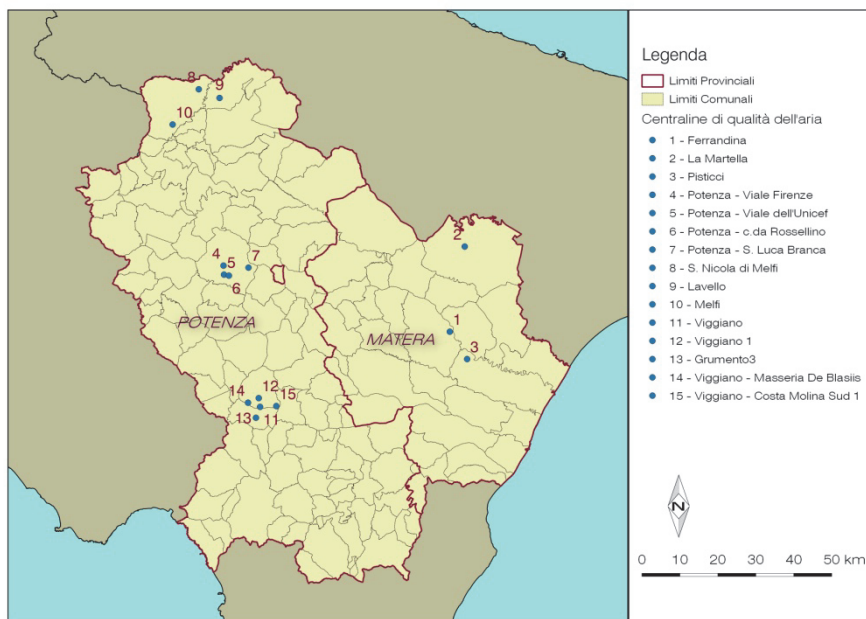 8
9
10
2
4
5
7
6
POTENZA
1
MATERA
3
12
14
15
13
11
Legenda
Limiti Provinciali
Limiti Comunali
Centraline di qualità dell'aria
1 - Ferrandina
2 - La Martella
3 - Pisticci
4 - Potenza - Viale Firenze
5 - Potenza - Viale dell'Unicef
6 - Potenza - c.da Rossellino
7 - Potenza - S. Luca Branca
8 - S. Nicola di Melfi
9 - Lavello
10 - Melfi
11 - Viggiano
12 - Viggiano 1
13 - Grumento3
14 - Viggiano - Masseria De Blasiis
15 - Viggiano - Costa Molina Sud 1
N
0 10 20 30 40 50 km